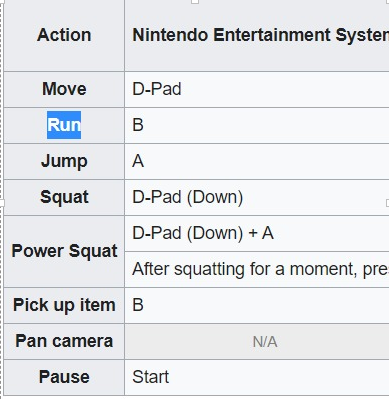 Action Nintendo Entertainment System
Move D-Pad
Run B
Jump A
Squat D-Pad (Down)
Power Squat D-Pad (Down) + A
After squatting for a moment, pre
Pick up item B
Pan camera N/A
Pause Start